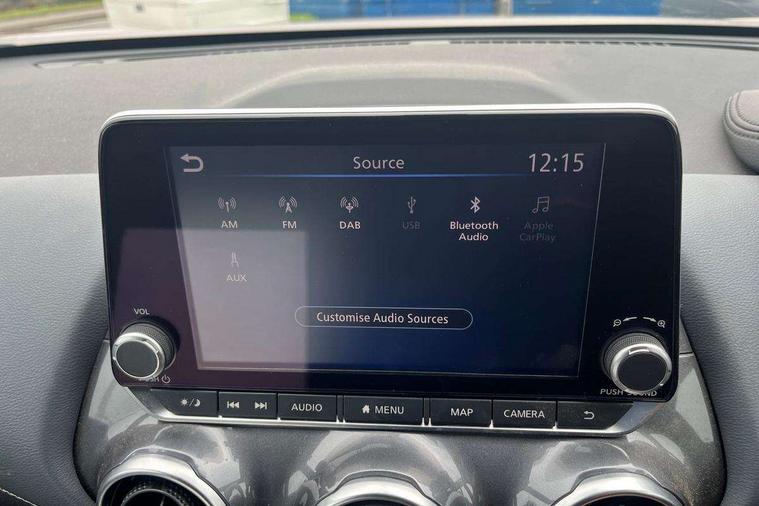 Source
12:15
AM
FM
DAB
USB
Bluetooth
Audio
Apple
CarPlay
AUX
Customise Audio Sources
VOL
PUSH
PUSH SOUND
AUDIO
MENU
MAP
CAMERA